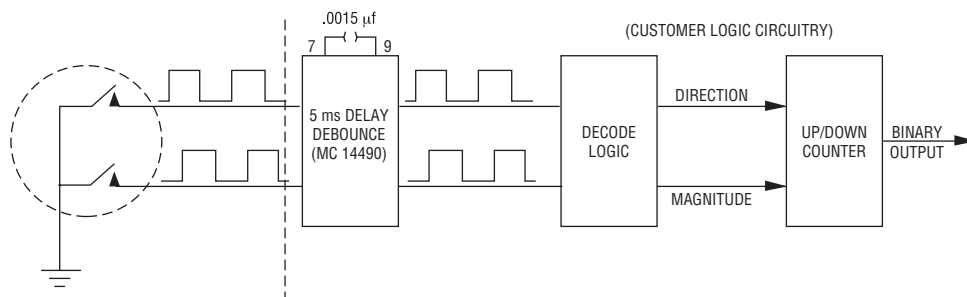 .0015 µf
7 9
(CUSTOMER LOGIC CIRCUITRY)
5 ms DELAY
DEBOUNCE
(MC 14490)
DECODE
LOGIC
DIRECTION
MAGNITUDE
UP/DOWN
COUNTER
BINARY
OUTPUT